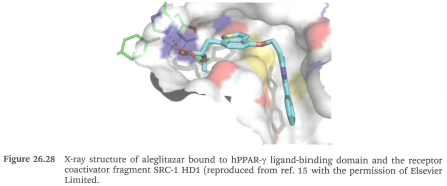 Figure 26.28 X-ray structure of aleglitazar bound to hPPAR-γ ligand-binding domain and the receptor
coactivator fragment SRC-1 HD1 (reproduced from ref. 15 with the permission of Elsevier
Limited.